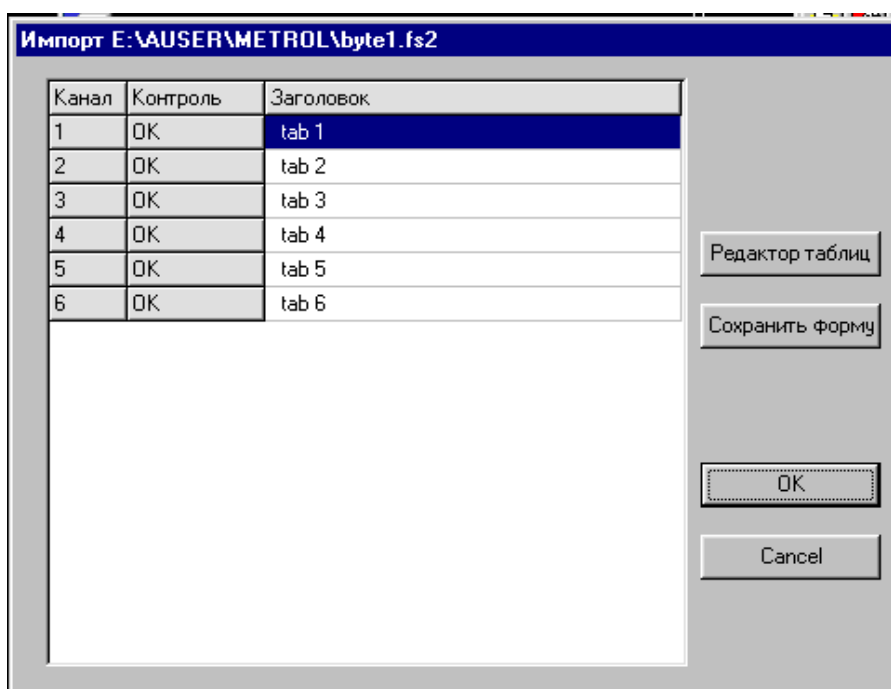 Импорт E:\AUSER\METROL\byte1.fs2
Канал Контроль Заголовок
1 OK tab 1
2 OK tab 2
3 OK tab 3
4 OK tab 4
5 OK tab 5
6 OK tab 6
Редактор таблиц
Сохранить форму
OK
Cancel